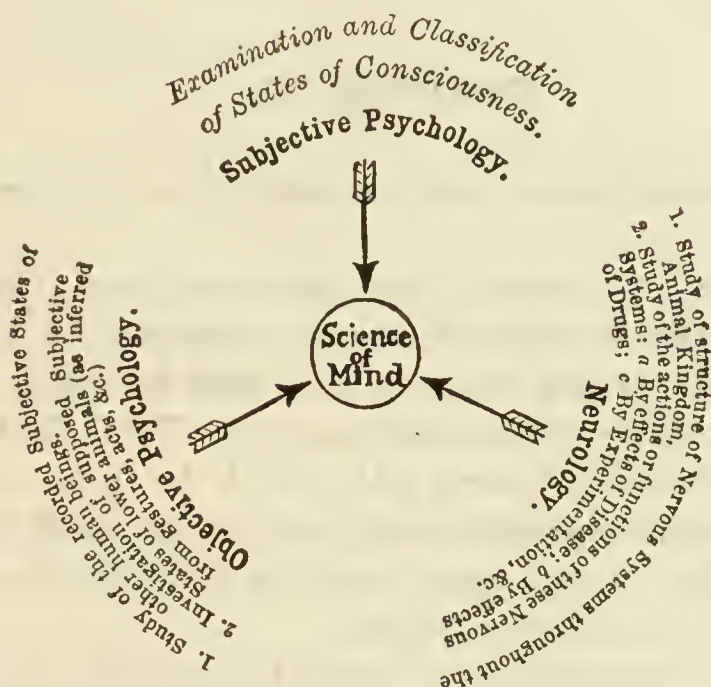 Examination and Classification
of States of Consciousness.
Subjective Psychology.
Science
of
Mind
Objective Psychology.
1. Study of the recorded Subjective States of
other human beings.
2. Investigation of supposed Subjective
States of lower animals (as inferred
from gestures, acts, &c.)
Neurology.
1. Study of structure of Nervous Systems throughout the
Animal Kingdom,
2. Study of the actions or functions of these Nervous
Systems: a By effects of Disease; b By effects
of Drugs; c By Experimentation, &c.